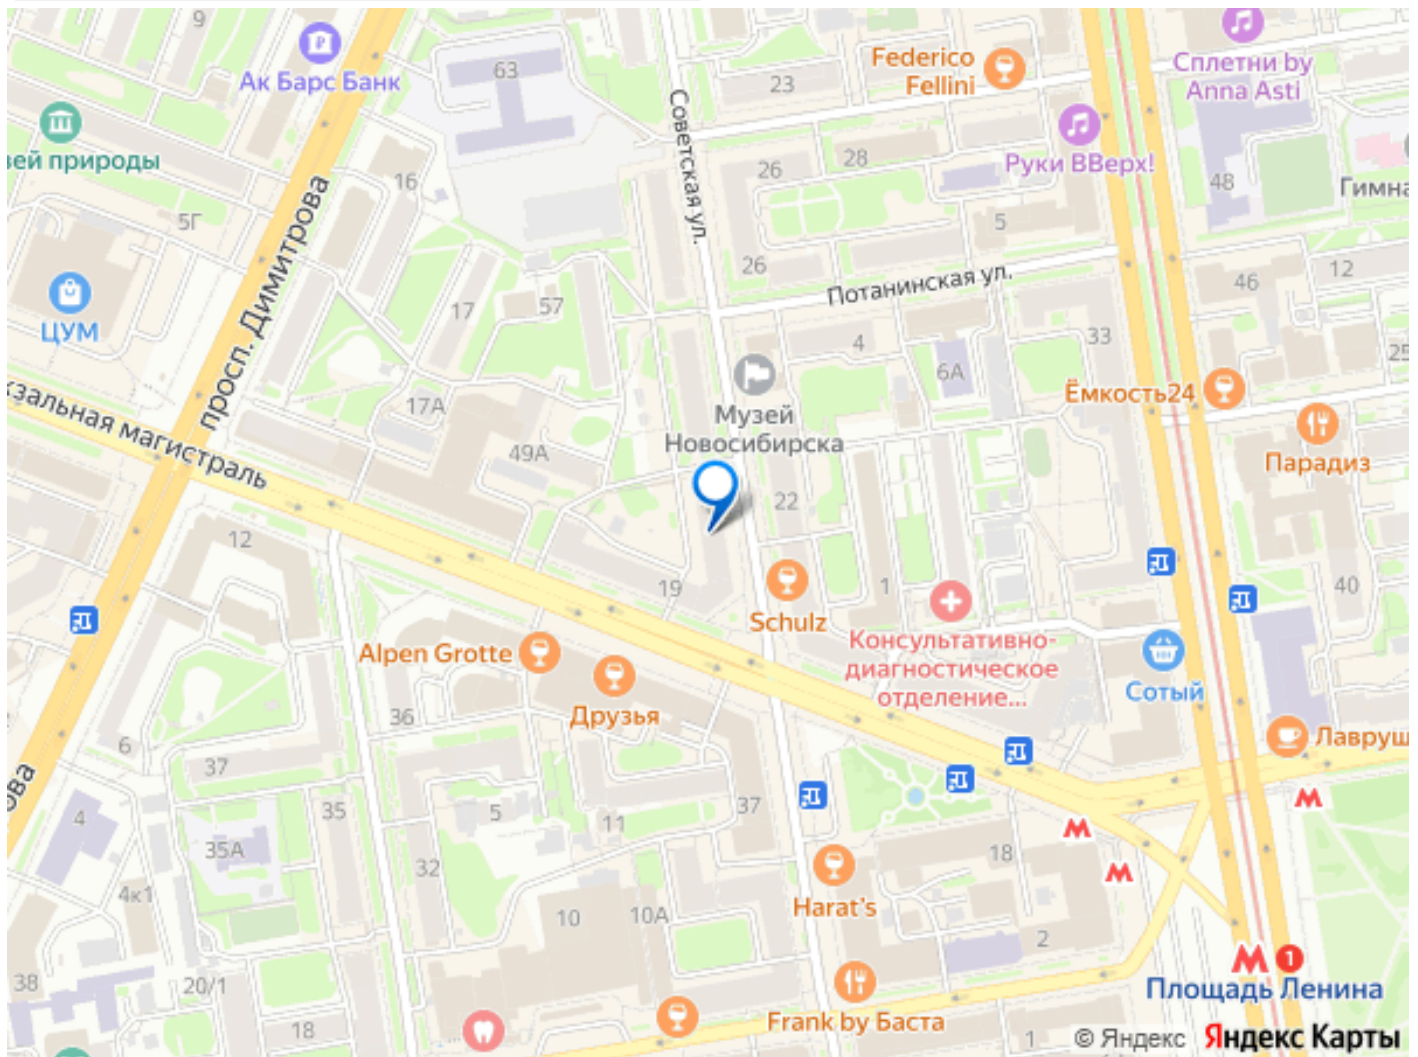 9
Ак Барс Банк
63
23
Federico
Fellini
Сплетни by
Anna Asti
Советская ул.
Руки ВВерх!
зей природы
16
26
28
48
Гимна
5Г
просп. Димитрова
5
26
Потанинская ул.
46
12
ЦУМ
17
57
4
33
25
6А
Музей
Новосибирска
Ёмкость24
кзальная магистраль
17А
49А
Парадиз
22
12
19
1
40
Schulz
Консультативно-
диагностическое
отделение...
Alpen Grotte
Друзья
Сотый
36
6
37
Лавруш
ова
4
35
5
11
37
35А
32
18
4к1
Harat's
10
10А
2
38
20/1
1
Площадь Ленина
18
Frank by Баста
1
© Яндекс Яндекс Карты